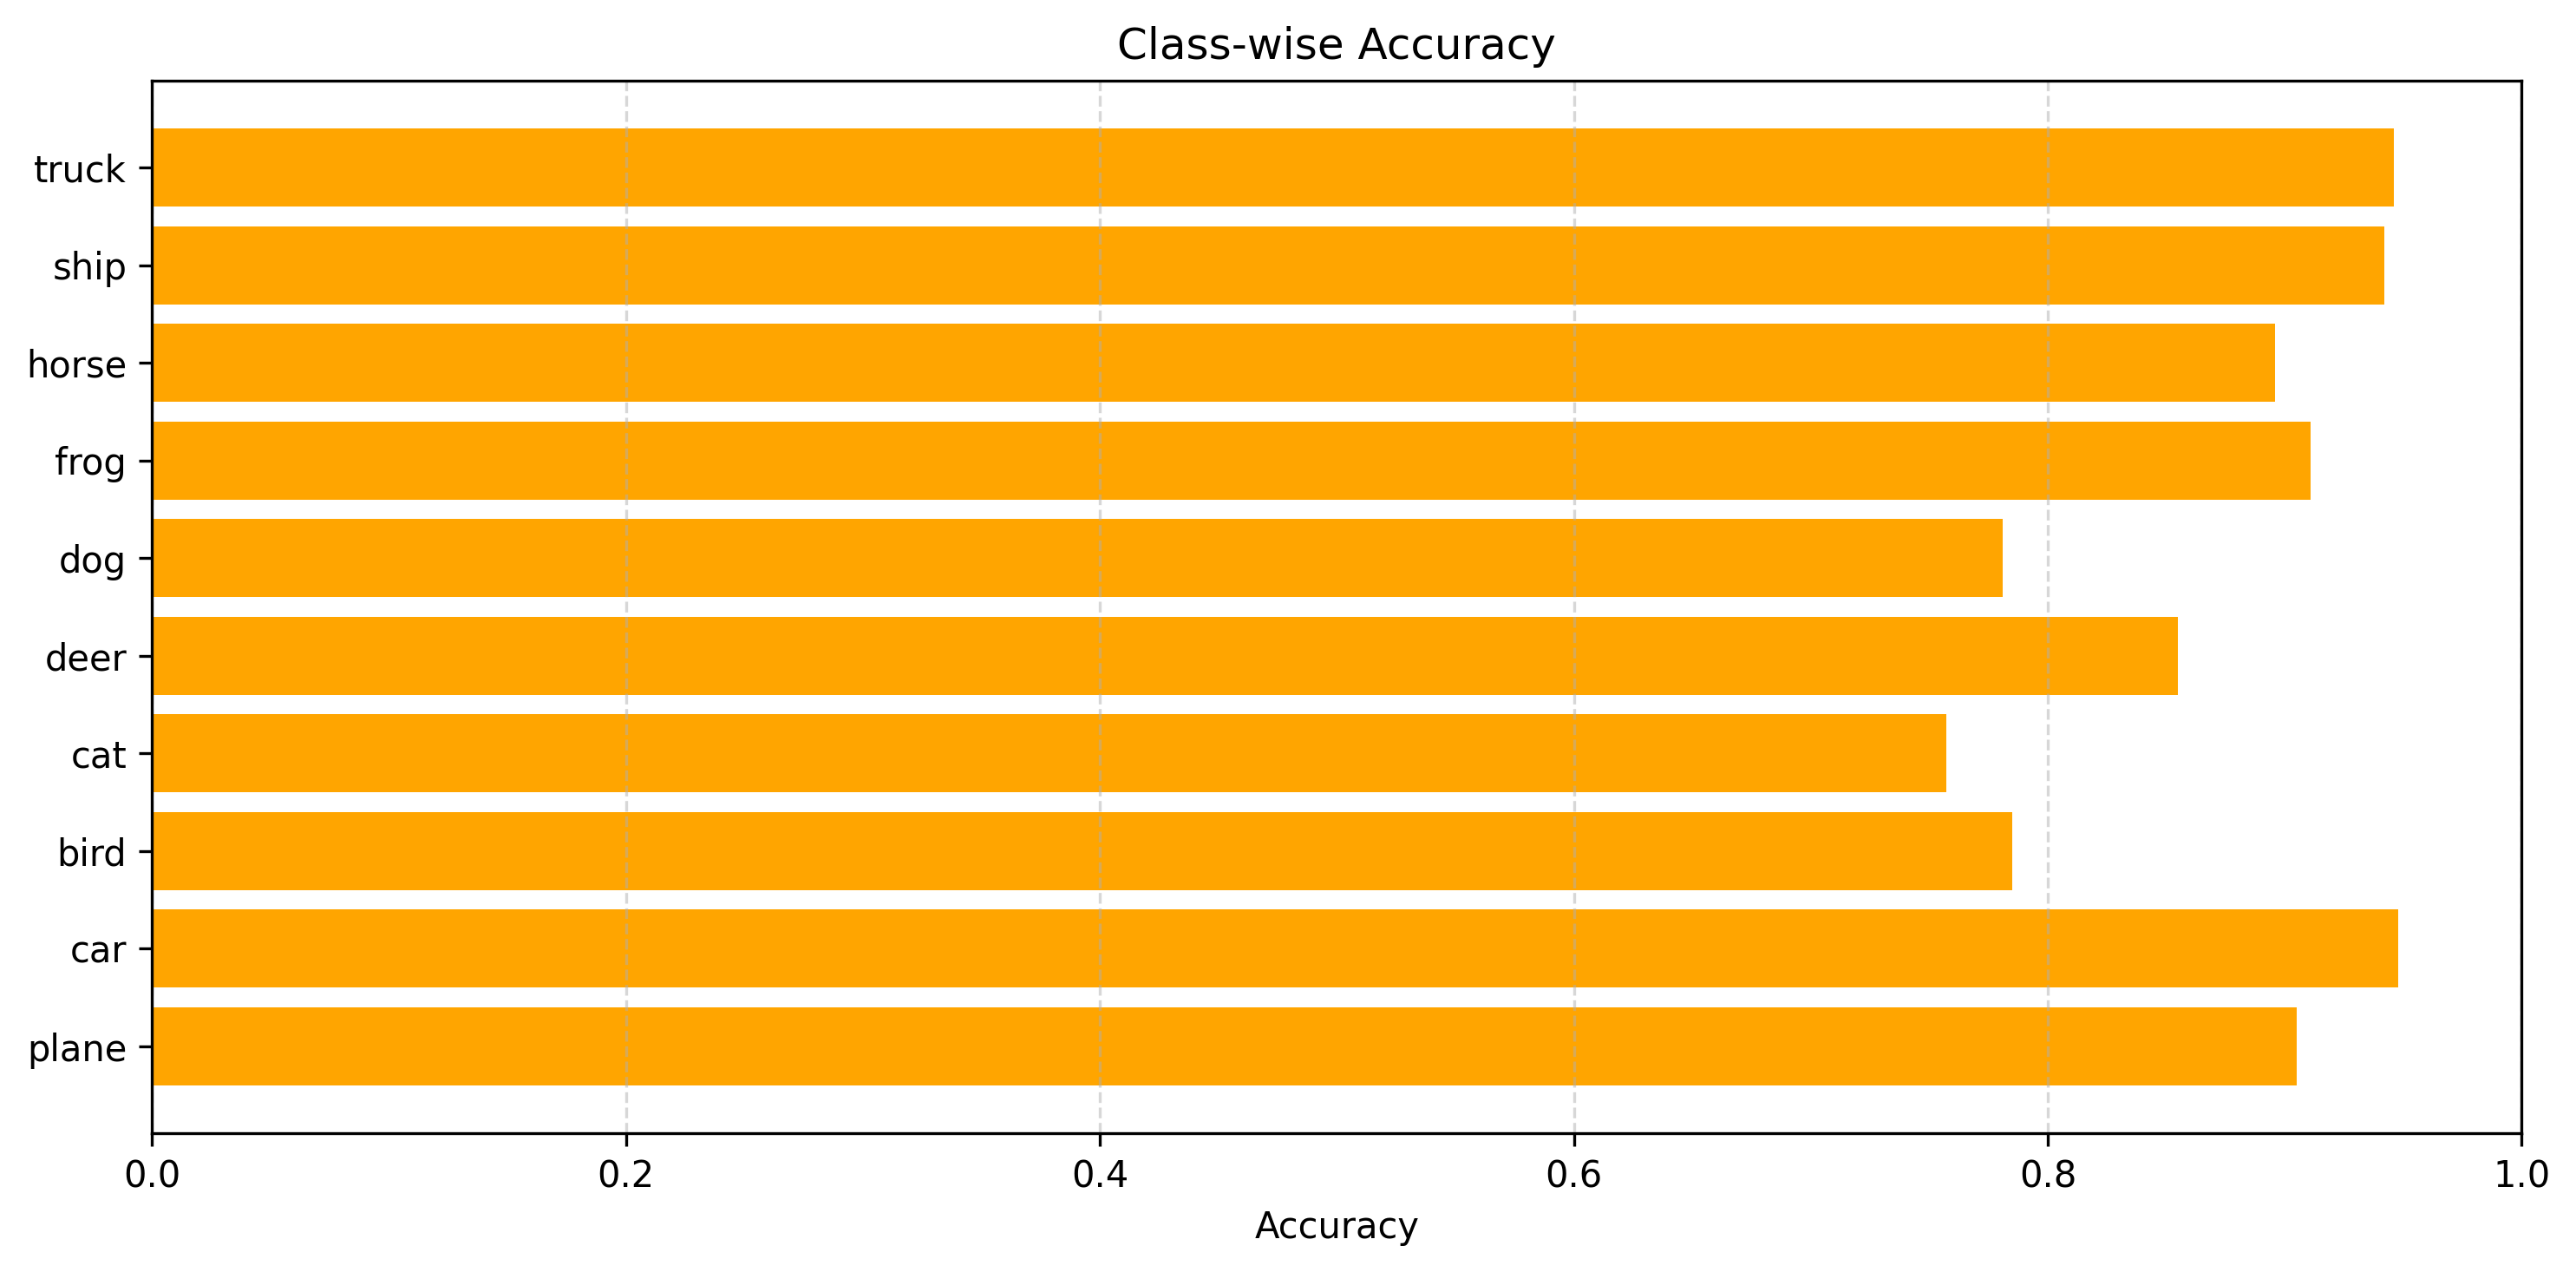 Class-wise Accuracy
truck
ship
horse
frog
dog
deer
cat
bird
car
plane
0.0 0.2 0.4 0.6 0.8 1.0
Accuracy